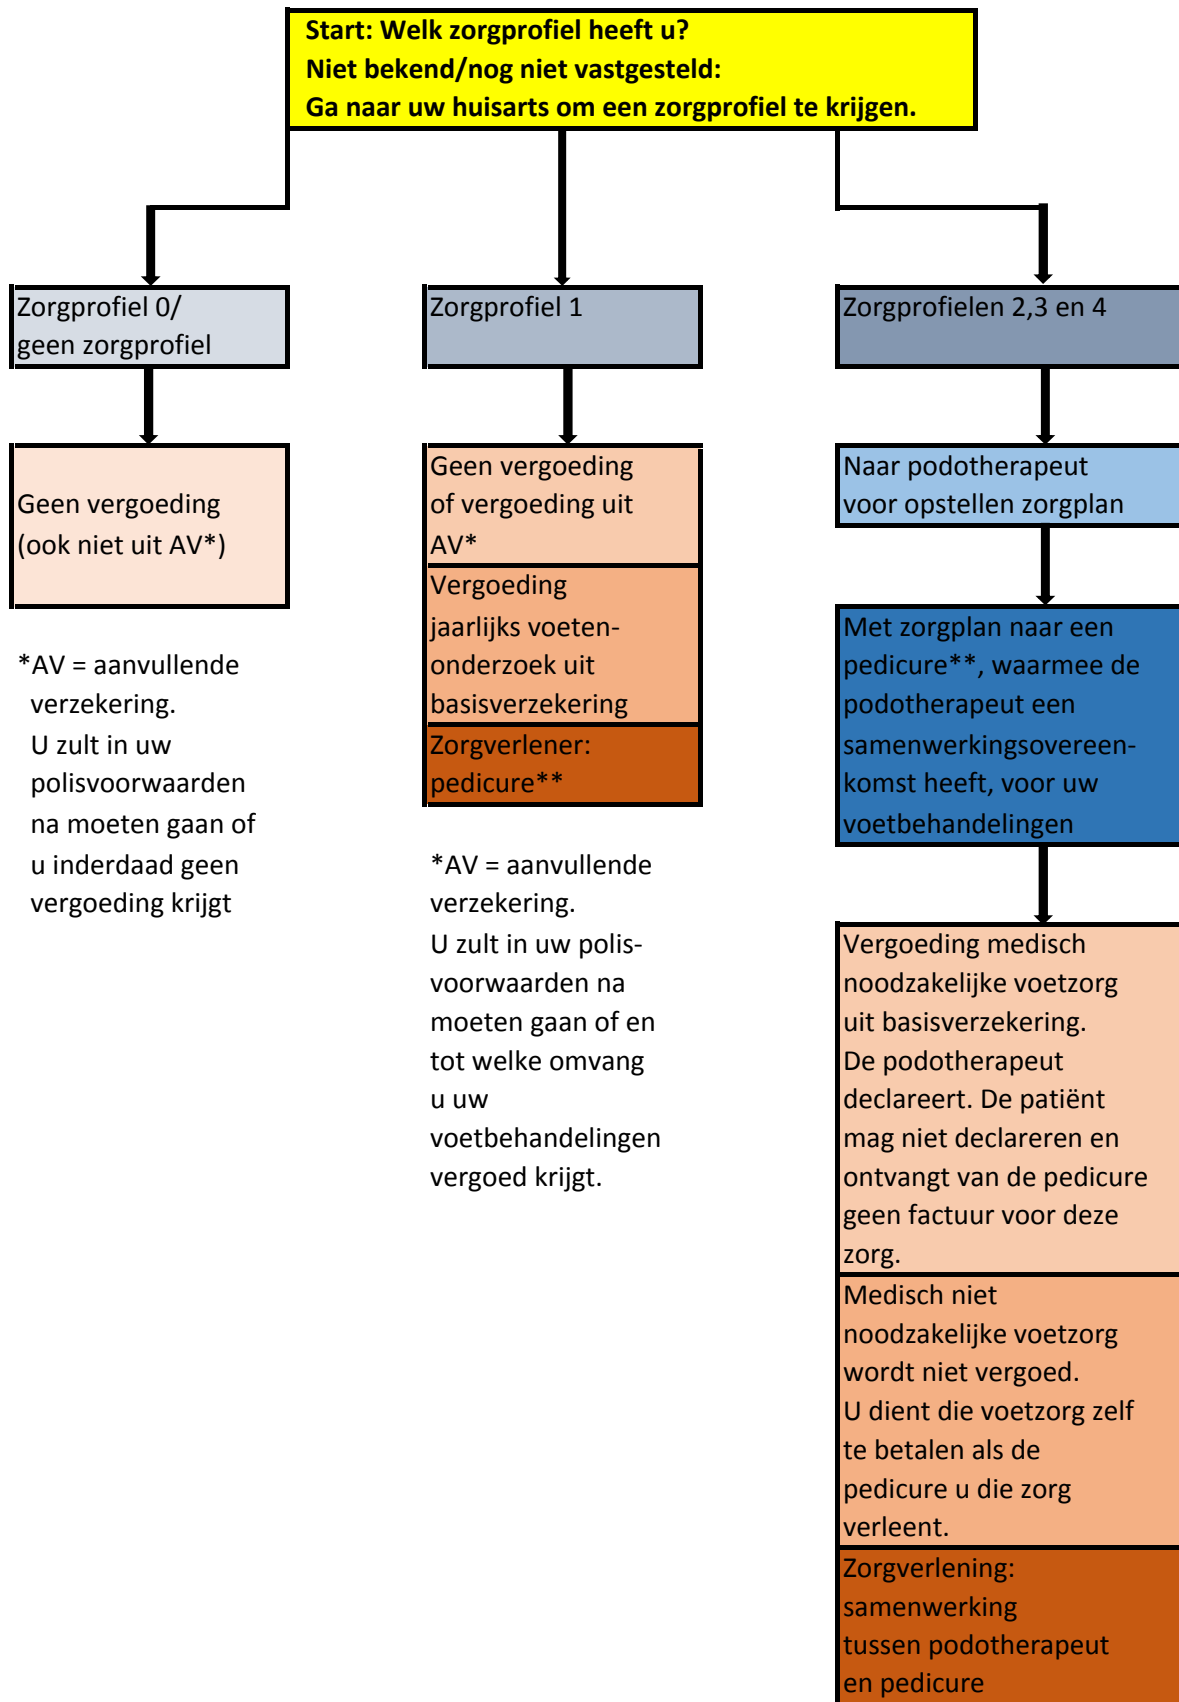 Start: Welk zorgprofiel heeft u?
Niet bekend/nog niet vastgesteld:
Ga naar uw huisarts om een zorgprofiel te krijgen.
Zorgprofiel 0/
geen zorgprofiel
Geen vergoeding
(ook niet uit AV*)
*AV = aanvullende
verzekering.
U zult in uw
polisvoorwaarden
na moeten gaan of
u inderdaad geen
vergoeding krijgt
Zorgprofiel 1
Geen vergoeding
of vergoeding uit
AV*
Vergoeding
jaarlijks voeten-
onderzoek uit
basisverzekering
Zorgverlener:
pedicure**
*AV = aanvullende
verzekering.
U zult in uw polis-
voorwaarden na
moeten gaan of en
tot welke omvang
u uw
voetbehandelingen
vergoed krijgt.
Zorgprofielen 2,3 en 4
Naar podotherapeut
voor opstellen zorgplan
Met zorgplan naar een
pedicure**, waarmee de
podotherapeut een
samenwerkingsovereen-
komst heeft, voor uw
voetbehandelingen
Vergoeding medisch
noodzakelijke voetzorg
uit basisverzekering.
De podotherapeut
declareert. De patiënt
mag niet declareren en
ontvangt van de pedicure
geen factuur voor deze
zorg.
Medisch niet
noodzakelijke voetzorg
wordt niet vergoed.
U dient die voetzorg zelf
te betalen als de
pedicure u die zorg
verleent.
Zorgverlening:
samenwerking
tussen podotherapeut
en pedicure